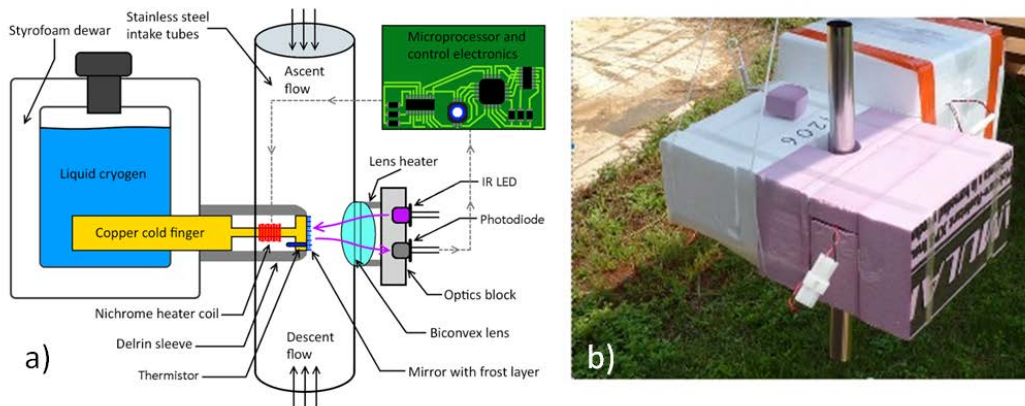 Styrofoam dewar
Stainless steel
intake tubes
Microprocessor and
control electronics
Ascent
flow
Lens heater
IR LED
Liquid cryogen
Photodiode
Copper cold finger
Optics block
Nichrome heater coil
Biconvex lens
Delrin sleeve
Descent
flow
Thermistor
Mirror with frost layer
a)
b)